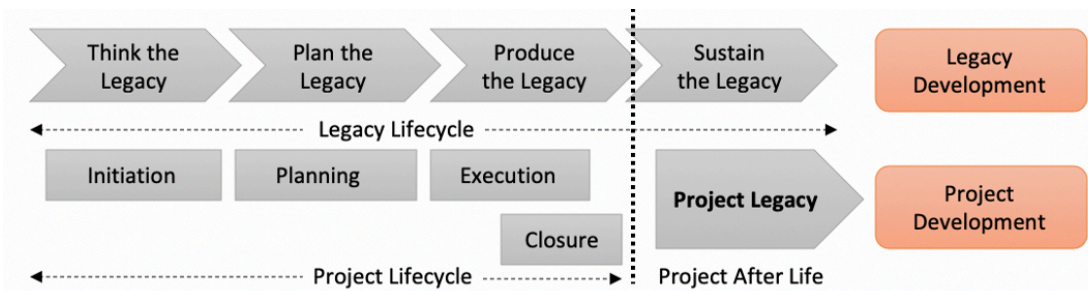 Think the
Legacy
Plan the
Legacy
Produce
the Legacy
Sustain
the Legacy
Legacy
Development
Legacy Lifecycle
Initiation
Planning
Execution
Project Legacy
Project
Development
Closure
Project Lifecycle
Project After Life